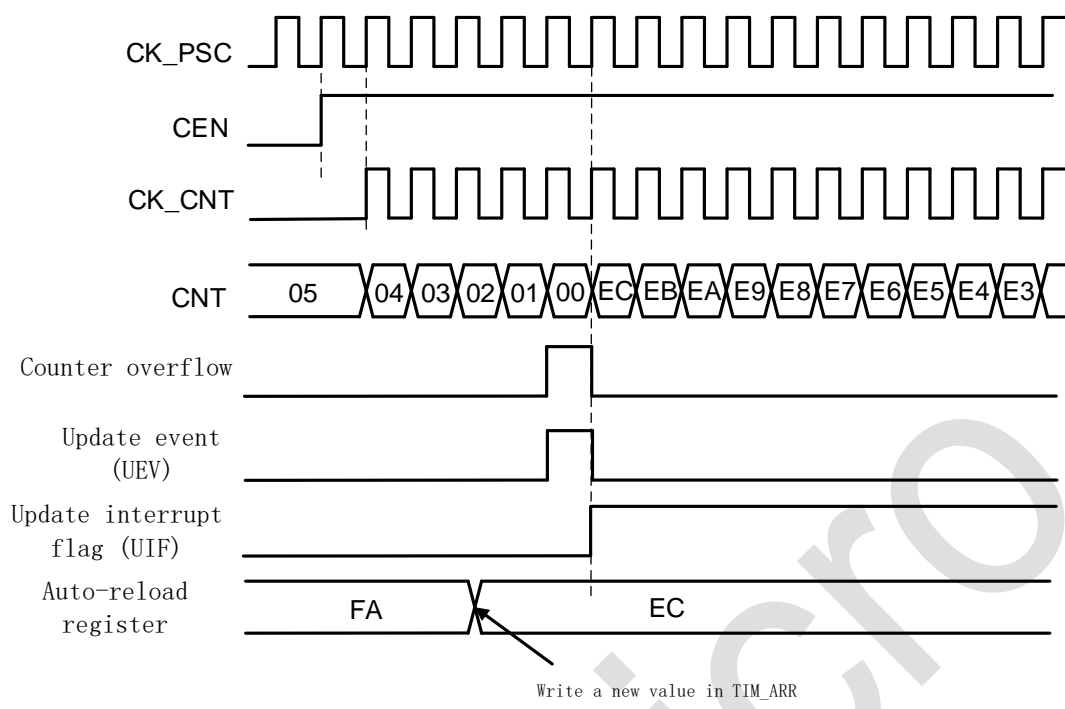 CK_PSC
CEN
CK_CNT
CNT
05 04 03 02 01 00 EC EB EA E9 E8 E7 E6 E5 E4 E3
Counter overflow
Update event
(UEV)
Update interrupt
flag (UIF)
Auto-reload
register
FA EC
Write a new value in TIM_ARR
icro